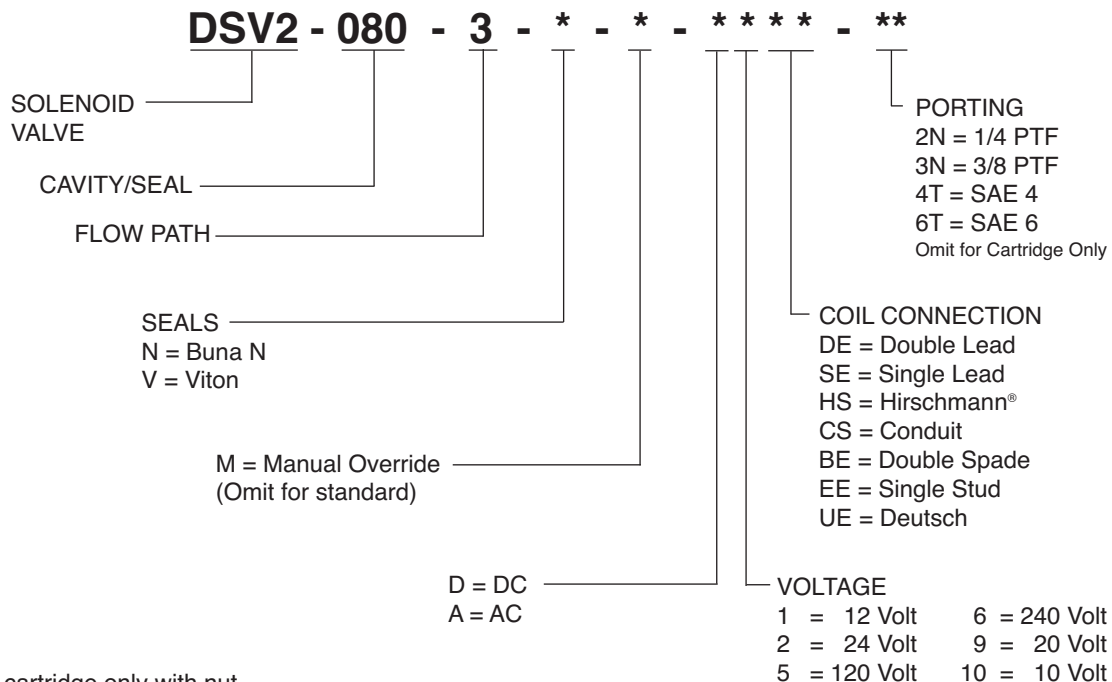 DSV2 - 080 - 3 - * - * - * * * * - **
SOLENOID
VALVE
CAVITY/SEAL
FLOW PATH
SEALS
N = Buna N
V = Viton
M = Manual Override
(Omit for standard)
D = DC
A = AC
VOLTAGE
1 = 12 Volt 6 = 240 Volt
2 = 24 Volt 9 = 20 Volt
5 = 120 Volt 10 = 10 Volt
COIL CONNECTION
DE = Double Lead
SE = Single Lead
HS = Hirschmann®
CS = Conduit
BE = Double Spade
EE = Single Stud
UE = Deutsch
PORTING
2N = 1/4 PTF
3N = 3/8 PTF
4T = SAE 4
6T = SAE 6
Omit for Cartridge Only
cartridge only with nut